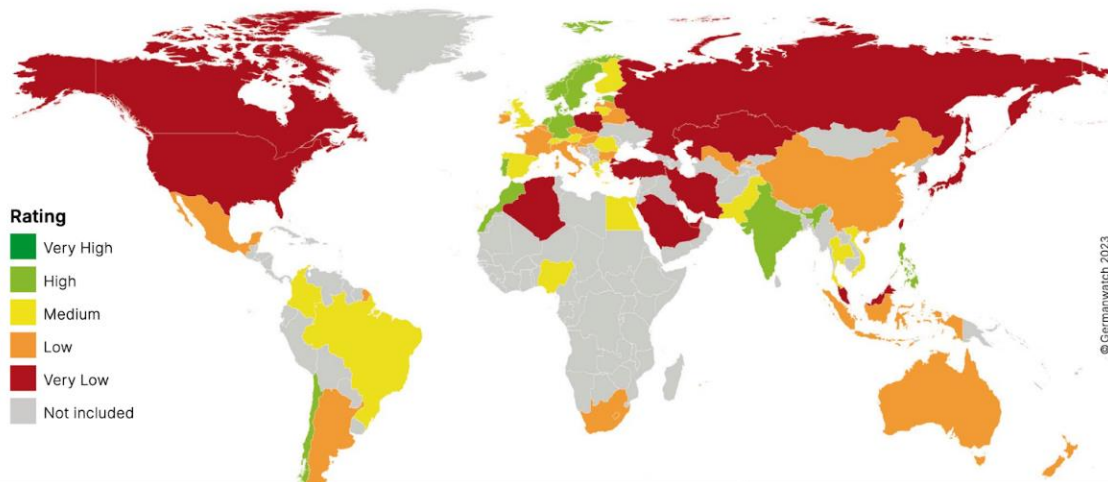 Rating
Very High
High
Medium
Low
Very Low
Not included
© Germanwatch 2023